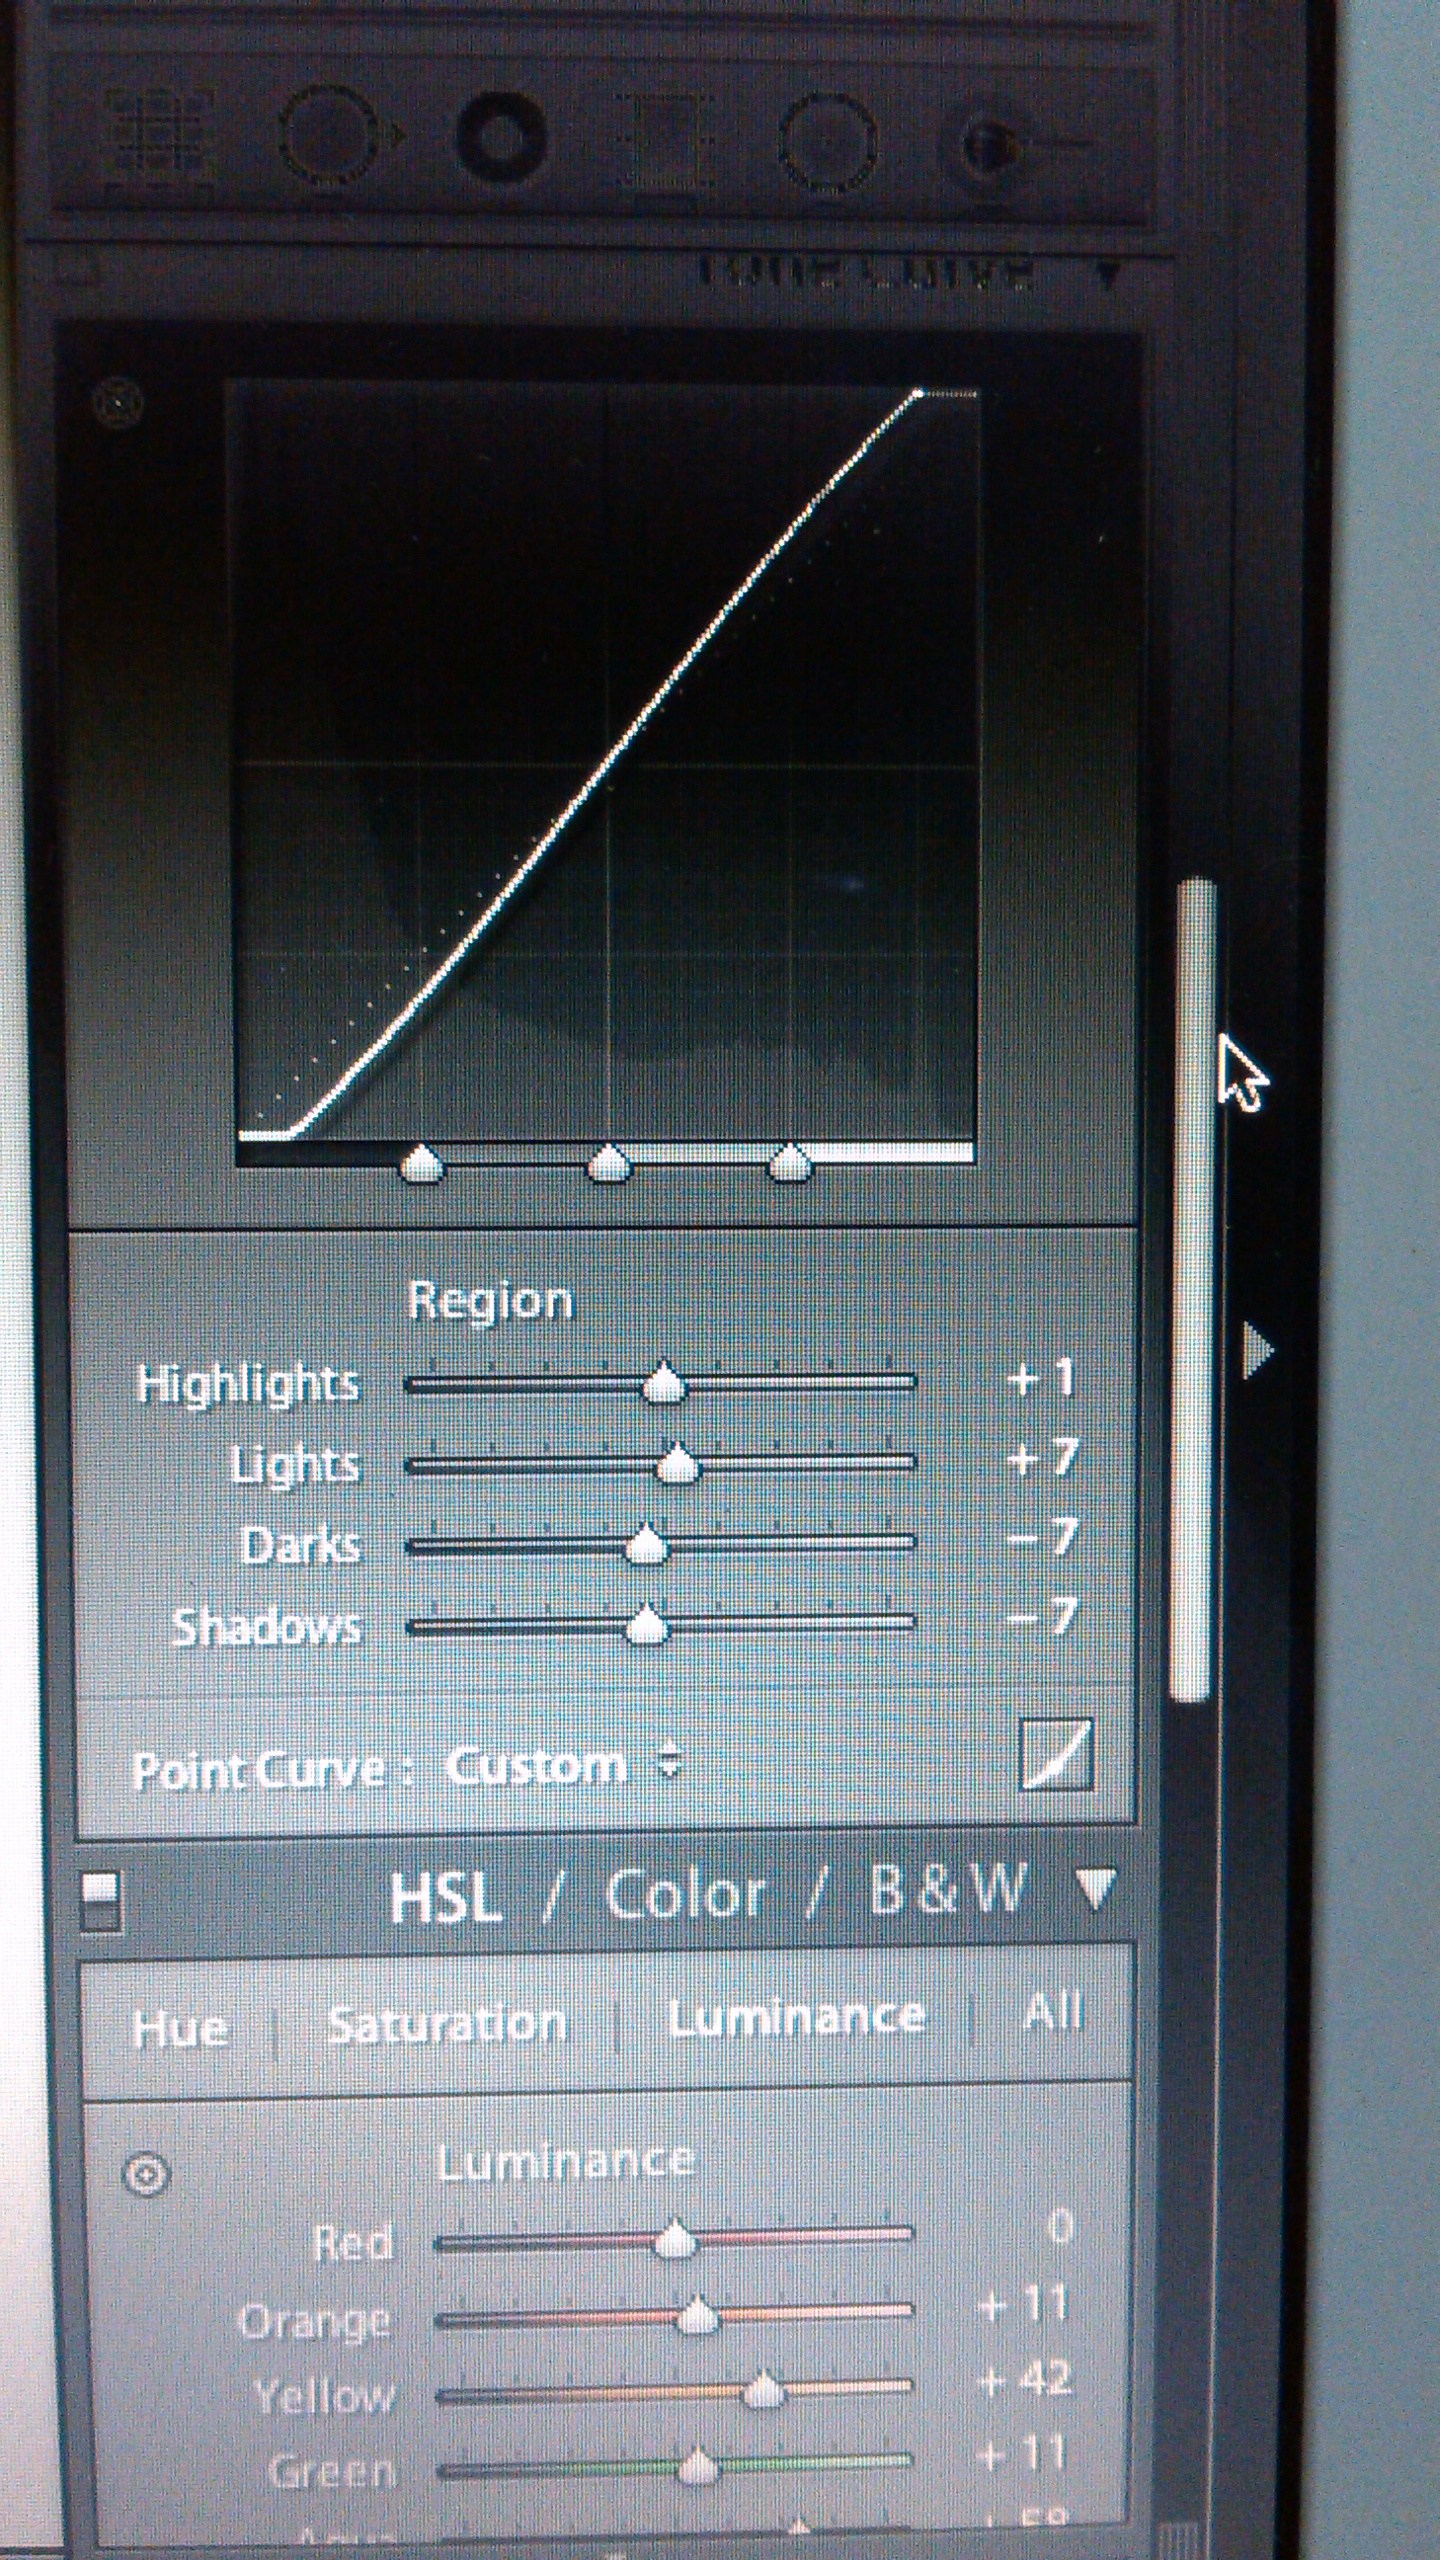 Tone Curve
Region
Highlights + 1
Lights + 7
Darks - 7
Shadows - 7
Point Curve : Custom
HSL / Color / B & W
Hue | Saturation | Luminance | All
Luminance
Red 0
Orange + 11
Yellow + 42
Green + 11